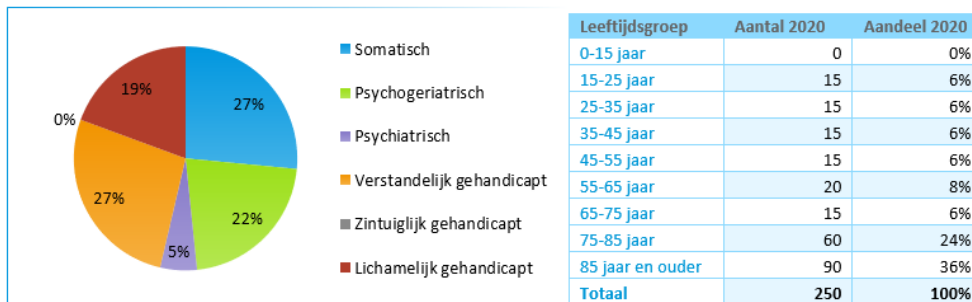 19%
27%
0%
27%
22%
5%
Somatisch
Psychogeriatrisch
Psychiatrisch
Verstandelijk gehandicapt
Zintuiglijk gehandicapt
Lichamelijk gehandicapt
Leeftijdsgroep Aantal 2020 Aandeel 2020
0-15 jaar 0 0%
15-25 jaar 15 6%
25-35 jaar 15 6%
35-45 jaar 15 6%
45-55 jaar 15 6%
55-65 jaar 20 8%
65-75 jaar 15 6%
75-85 jaar 60 24%
85 jaar en ouder 90 36%
Totaal 250 100%